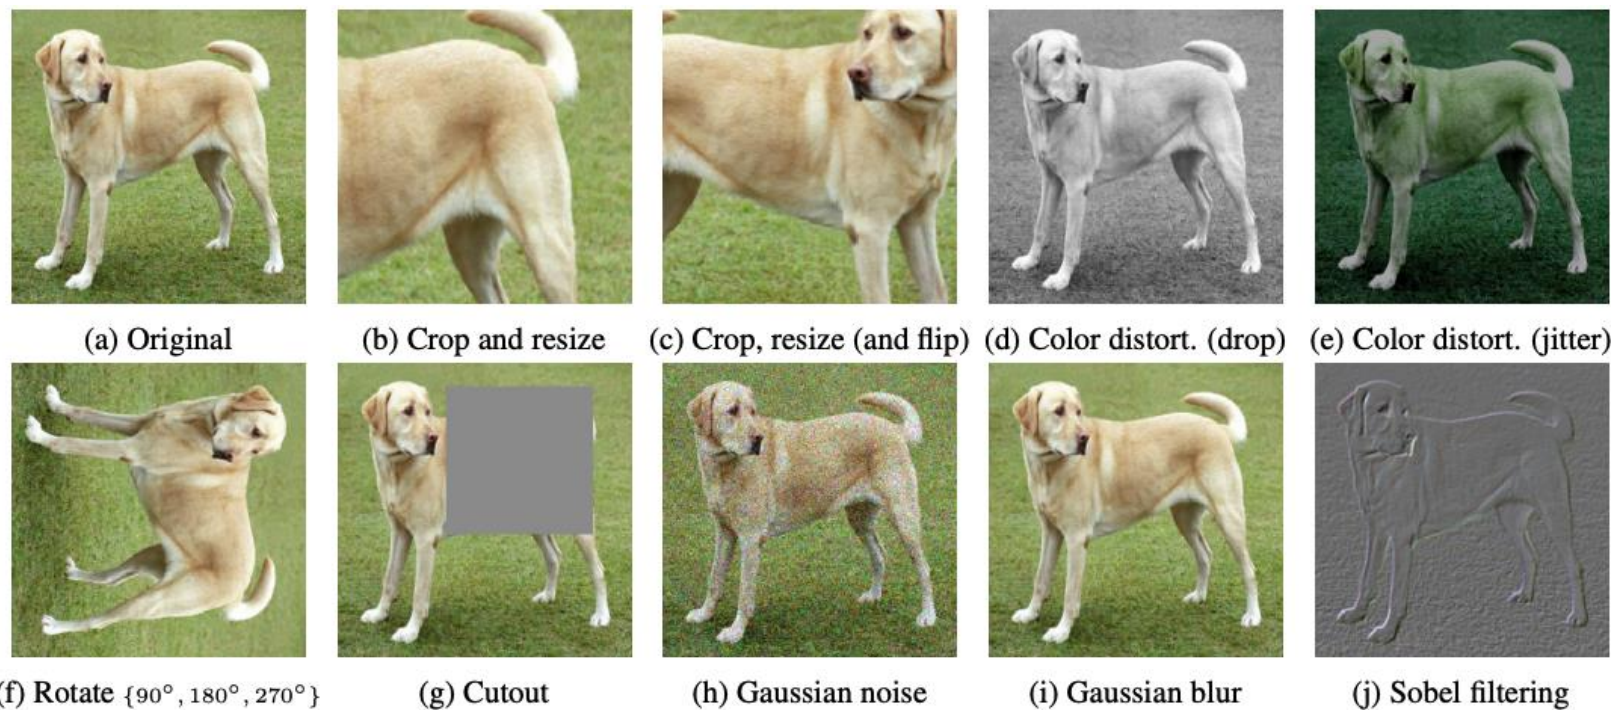 (a) Original
(b) Crop and resize
(c) Crop, resize (and flip)
(d) Color distort. (drop)
(e) Color distort. (jitter)
(f) Rotate {90°, 180°, 270°}
(g) Cutout
(h) Gaussian noise
(i) Gaussian blur
(j) Sobel filtering